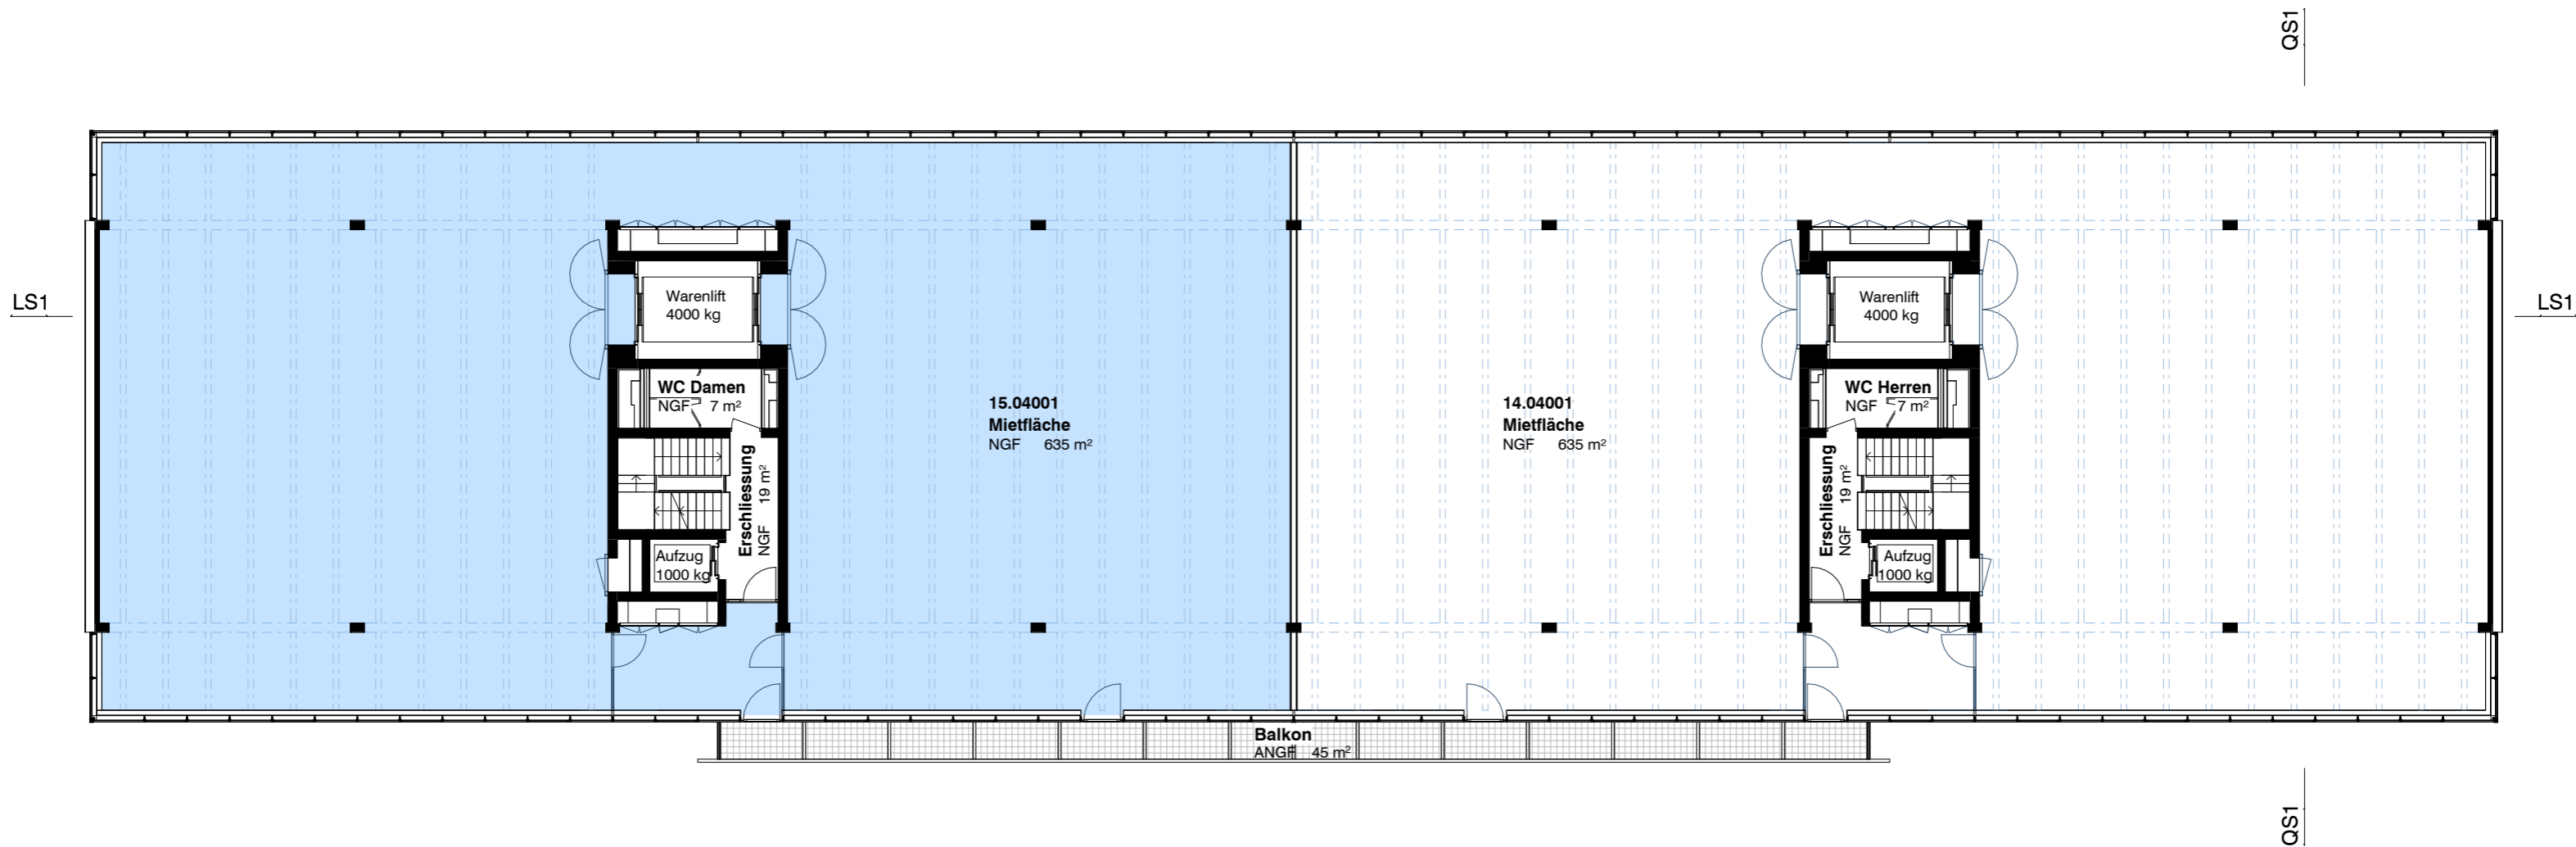 QS1
LS1
Warenlift
4000 kg
WC Damen
NGF 7 m²
Erschliessung
NGF 19 m²
Aufzug
1000 kg
15.04001
Mietfläche
NGF 635 m²
14.04001
Mietfläche
NGF 635 m²
Warenlift
4000 kg
WC Herren
NGF 7 m²
Erschliessung
NGF 19 m²
Aufzug
1000 kg
LS1
Balkon
ANGF 45 m²
QS1